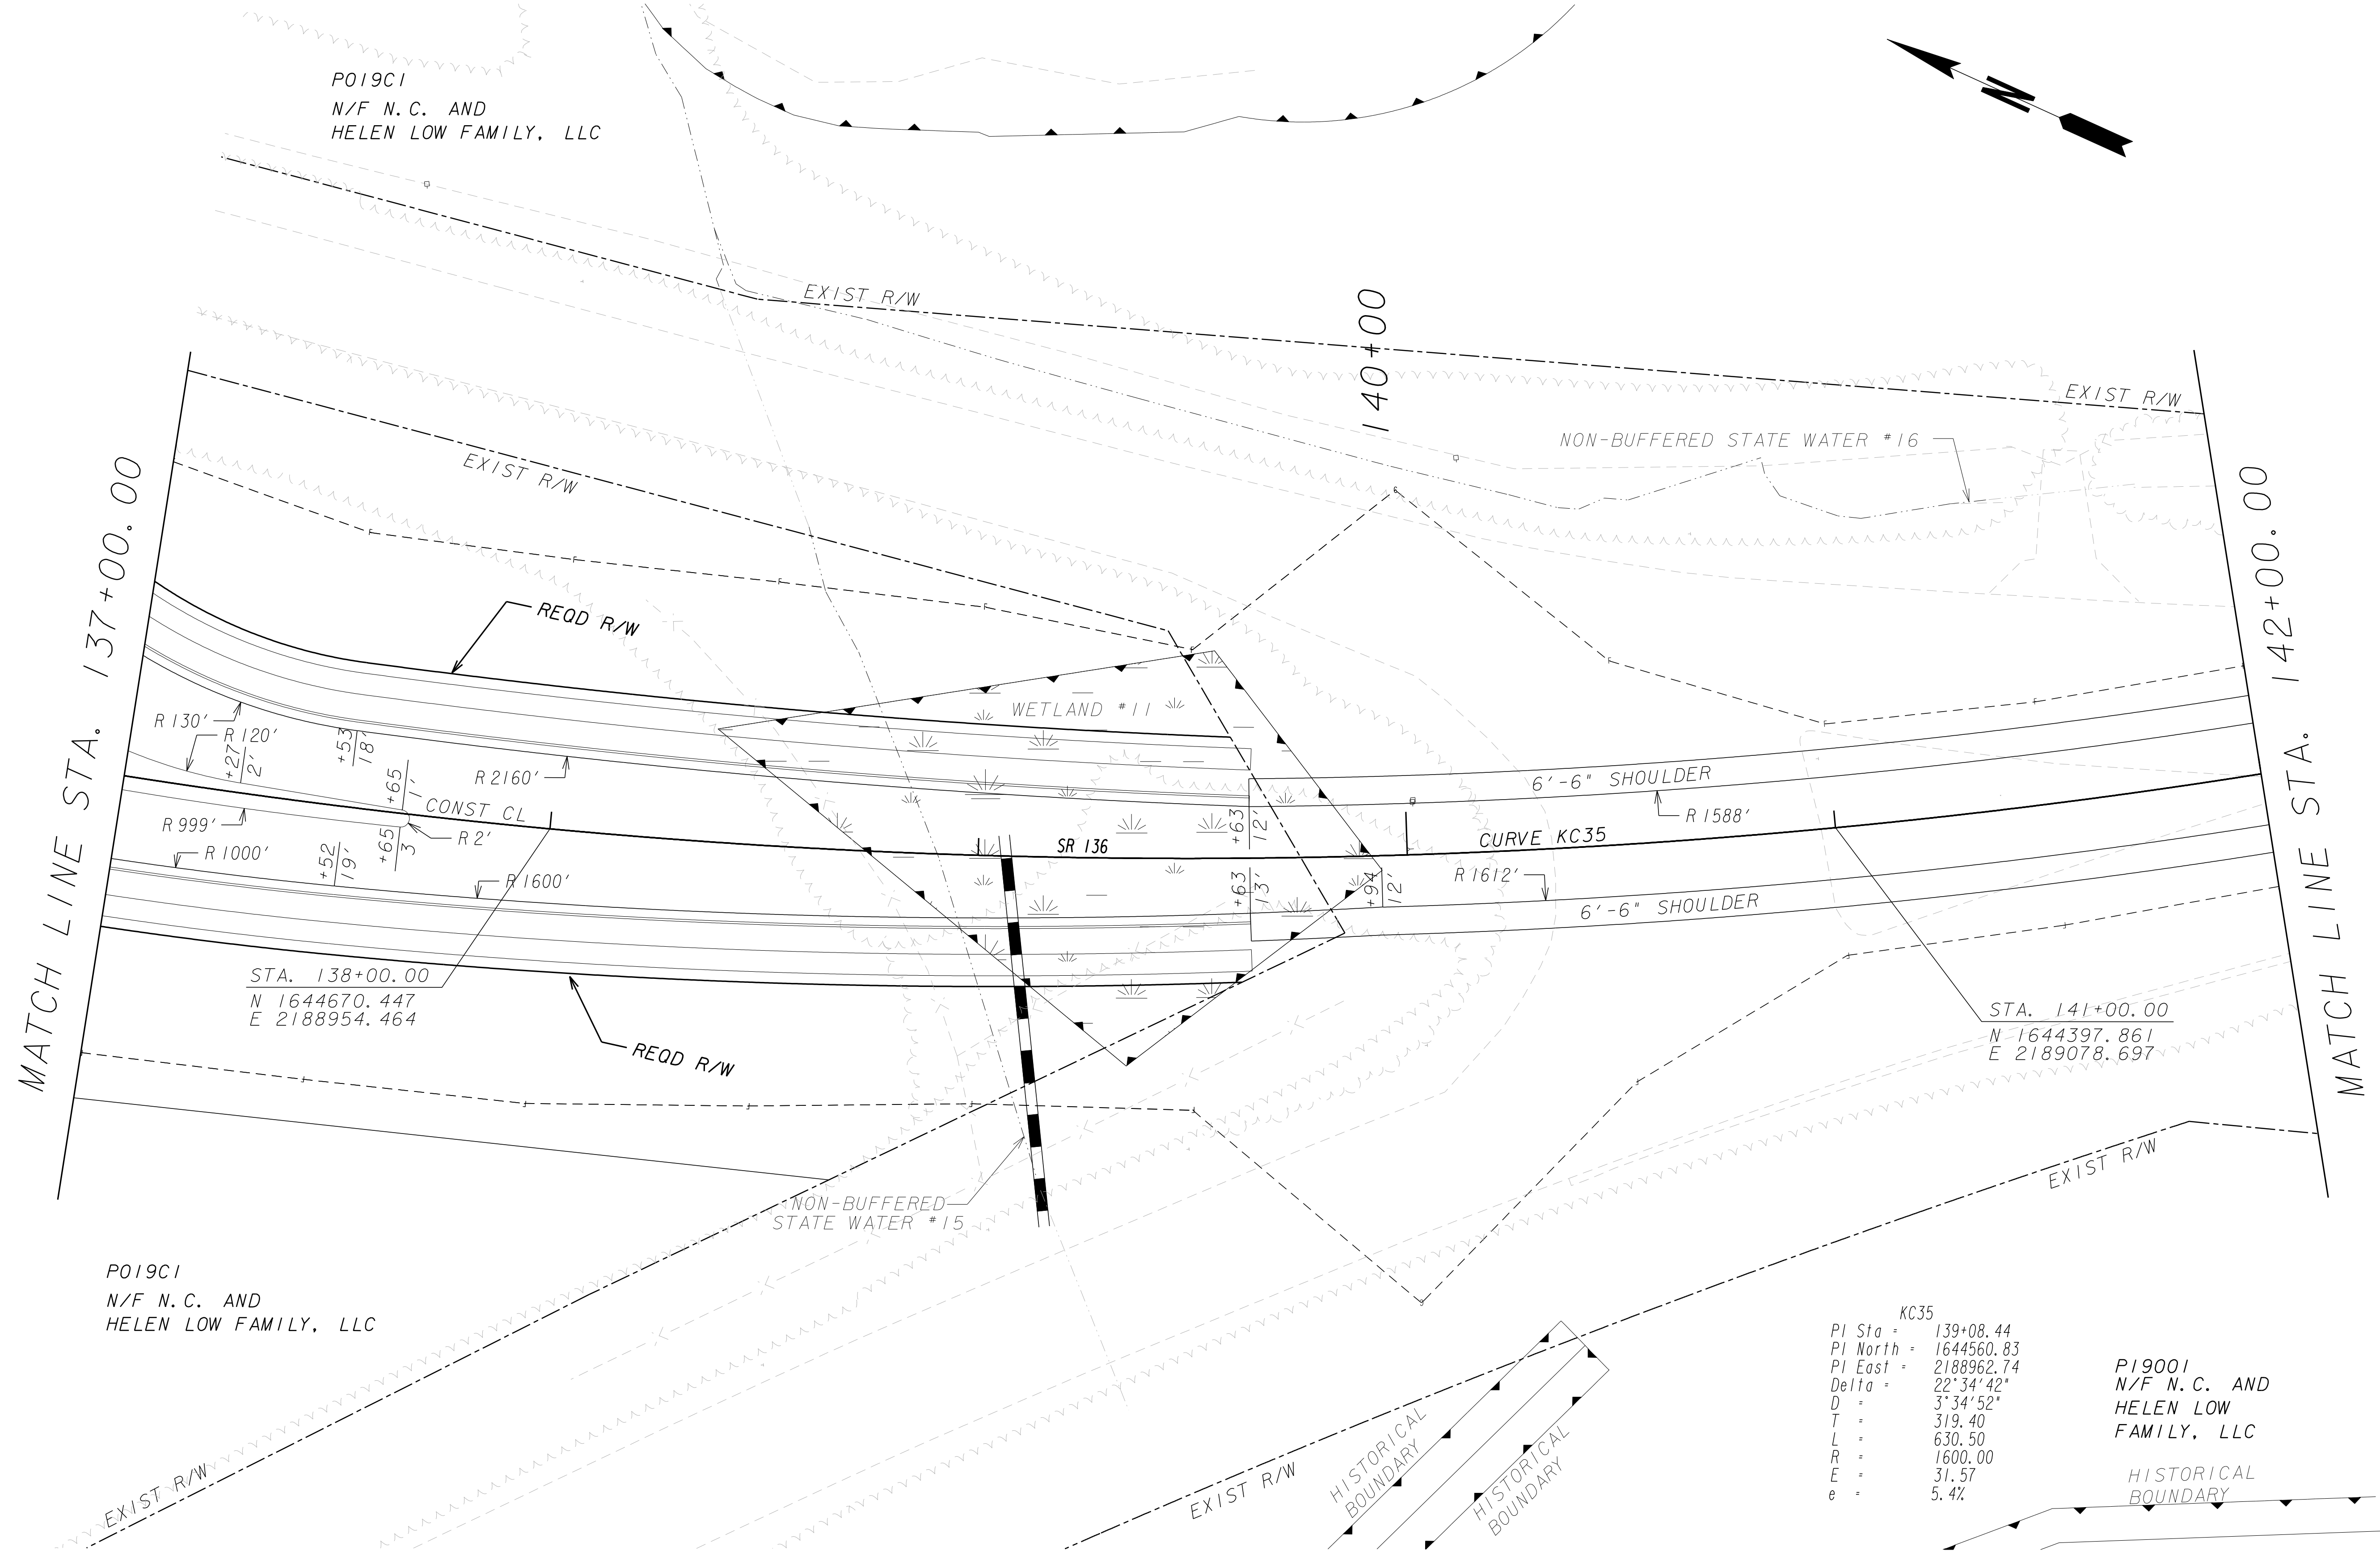 PO19C1
N/F N.C. AND
HELEN LOW FAMILY, LLC
N
EXIST R/W
140+00
EXIST R/W
NON-BUFFERED STATE WATER #16
EXIST R/W
MATCH LINE STA. 137+00.00
MATCH LINE STA. 142+00.00
REQD R/W
WETLAND #11
R 130'
R 120'
+27
2'
+53
18'
+65
1'
R 2160'
CONST CL
6'-6" SHOULDER
R 1588'
R 999'
R 2'
R 1000'
+52
19'
+65
3
R 1600'
SR 136
+63
12'
CURVE KC35
+63
13'
+94
12'
R 1612'
6'-6" SHOULDER
STA. 138+00.00
N 1644670.447
E 2188954.464
REQD R/W
STA. 141+00.00
N 1644397.861
E 2189078.697
NON-BUFFERED
STATE WATER #15
EXIST R/W
PO19C1
N/F N.C. AND
HELEN LOW FAMILY, LLC
EXIST R/W
EXIST R/W
HISTORICAL
BOUNDARY
HISTORICAL
BOUNDARY
KC35
PI Sta = 139+08.44
PI North = 1644560.83
PI East = 2188962.74
Delta = 22°34'42"
D = 3°34'52"
T = 319.40
L = 630.50
R = 1600.00
E = 31.57
e = 5.4%
P19001
N/F N.C. AND
HELEN LOW
FAMILY, LLC
HISTORICAL
BOUNDARY